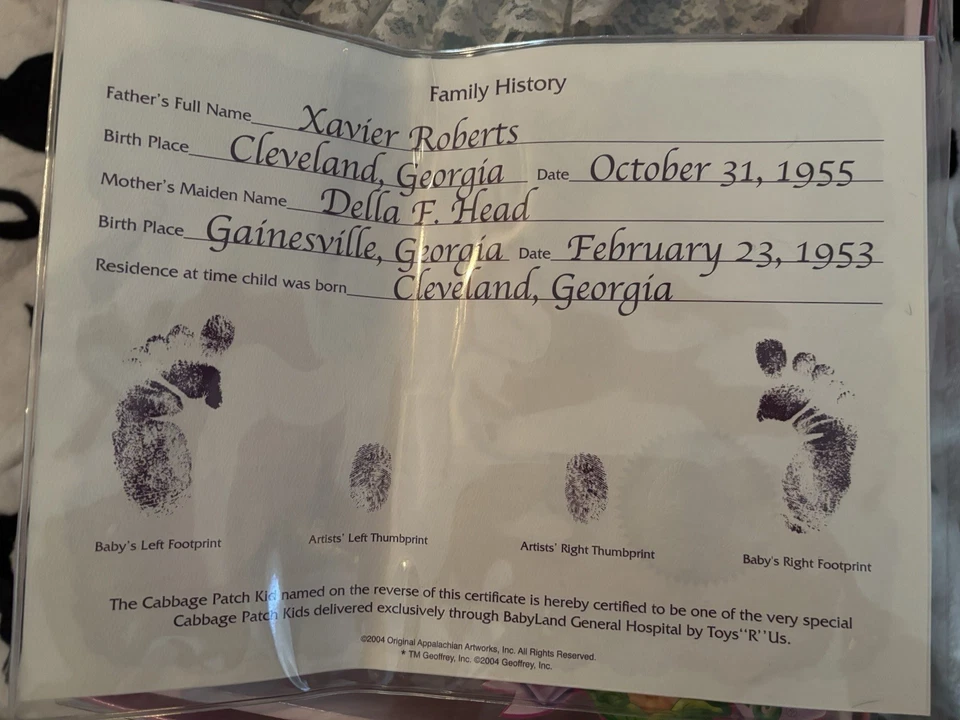 Family History
Father's Full Name Xavier Roberts
Birth Place Cleveland, Georgia Date October 31, 1955
Mother's Maiden Name Della F. Head
Birth Place Gainesville, Georgia Date February 23, 1953
Residence at time child was born Cleveland, Georgia
Baby's Left Footprint
Artists' Left Thumbprint
Artists' Right Thumbprint
Baby's Right Footprint
The Cabbage Patch Kid named on the reverse of this certificate is hereby certified to be one of the very special
Cabbage Patch Kids delivered exclusively through BabyLand General Hospital by Toys"R"Us.
©2004 Original Appalachian Artworks, Inc. All Rights Reserved.
* TM Geoffrey, Inc. ©2004 Geoffrey, Inc.